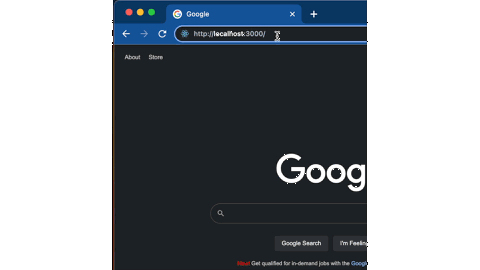 Google
http://localhost:3000/
About Store
Goog
Google Search I'm Feelin
Get qualified for in-demand jobs with the Googl